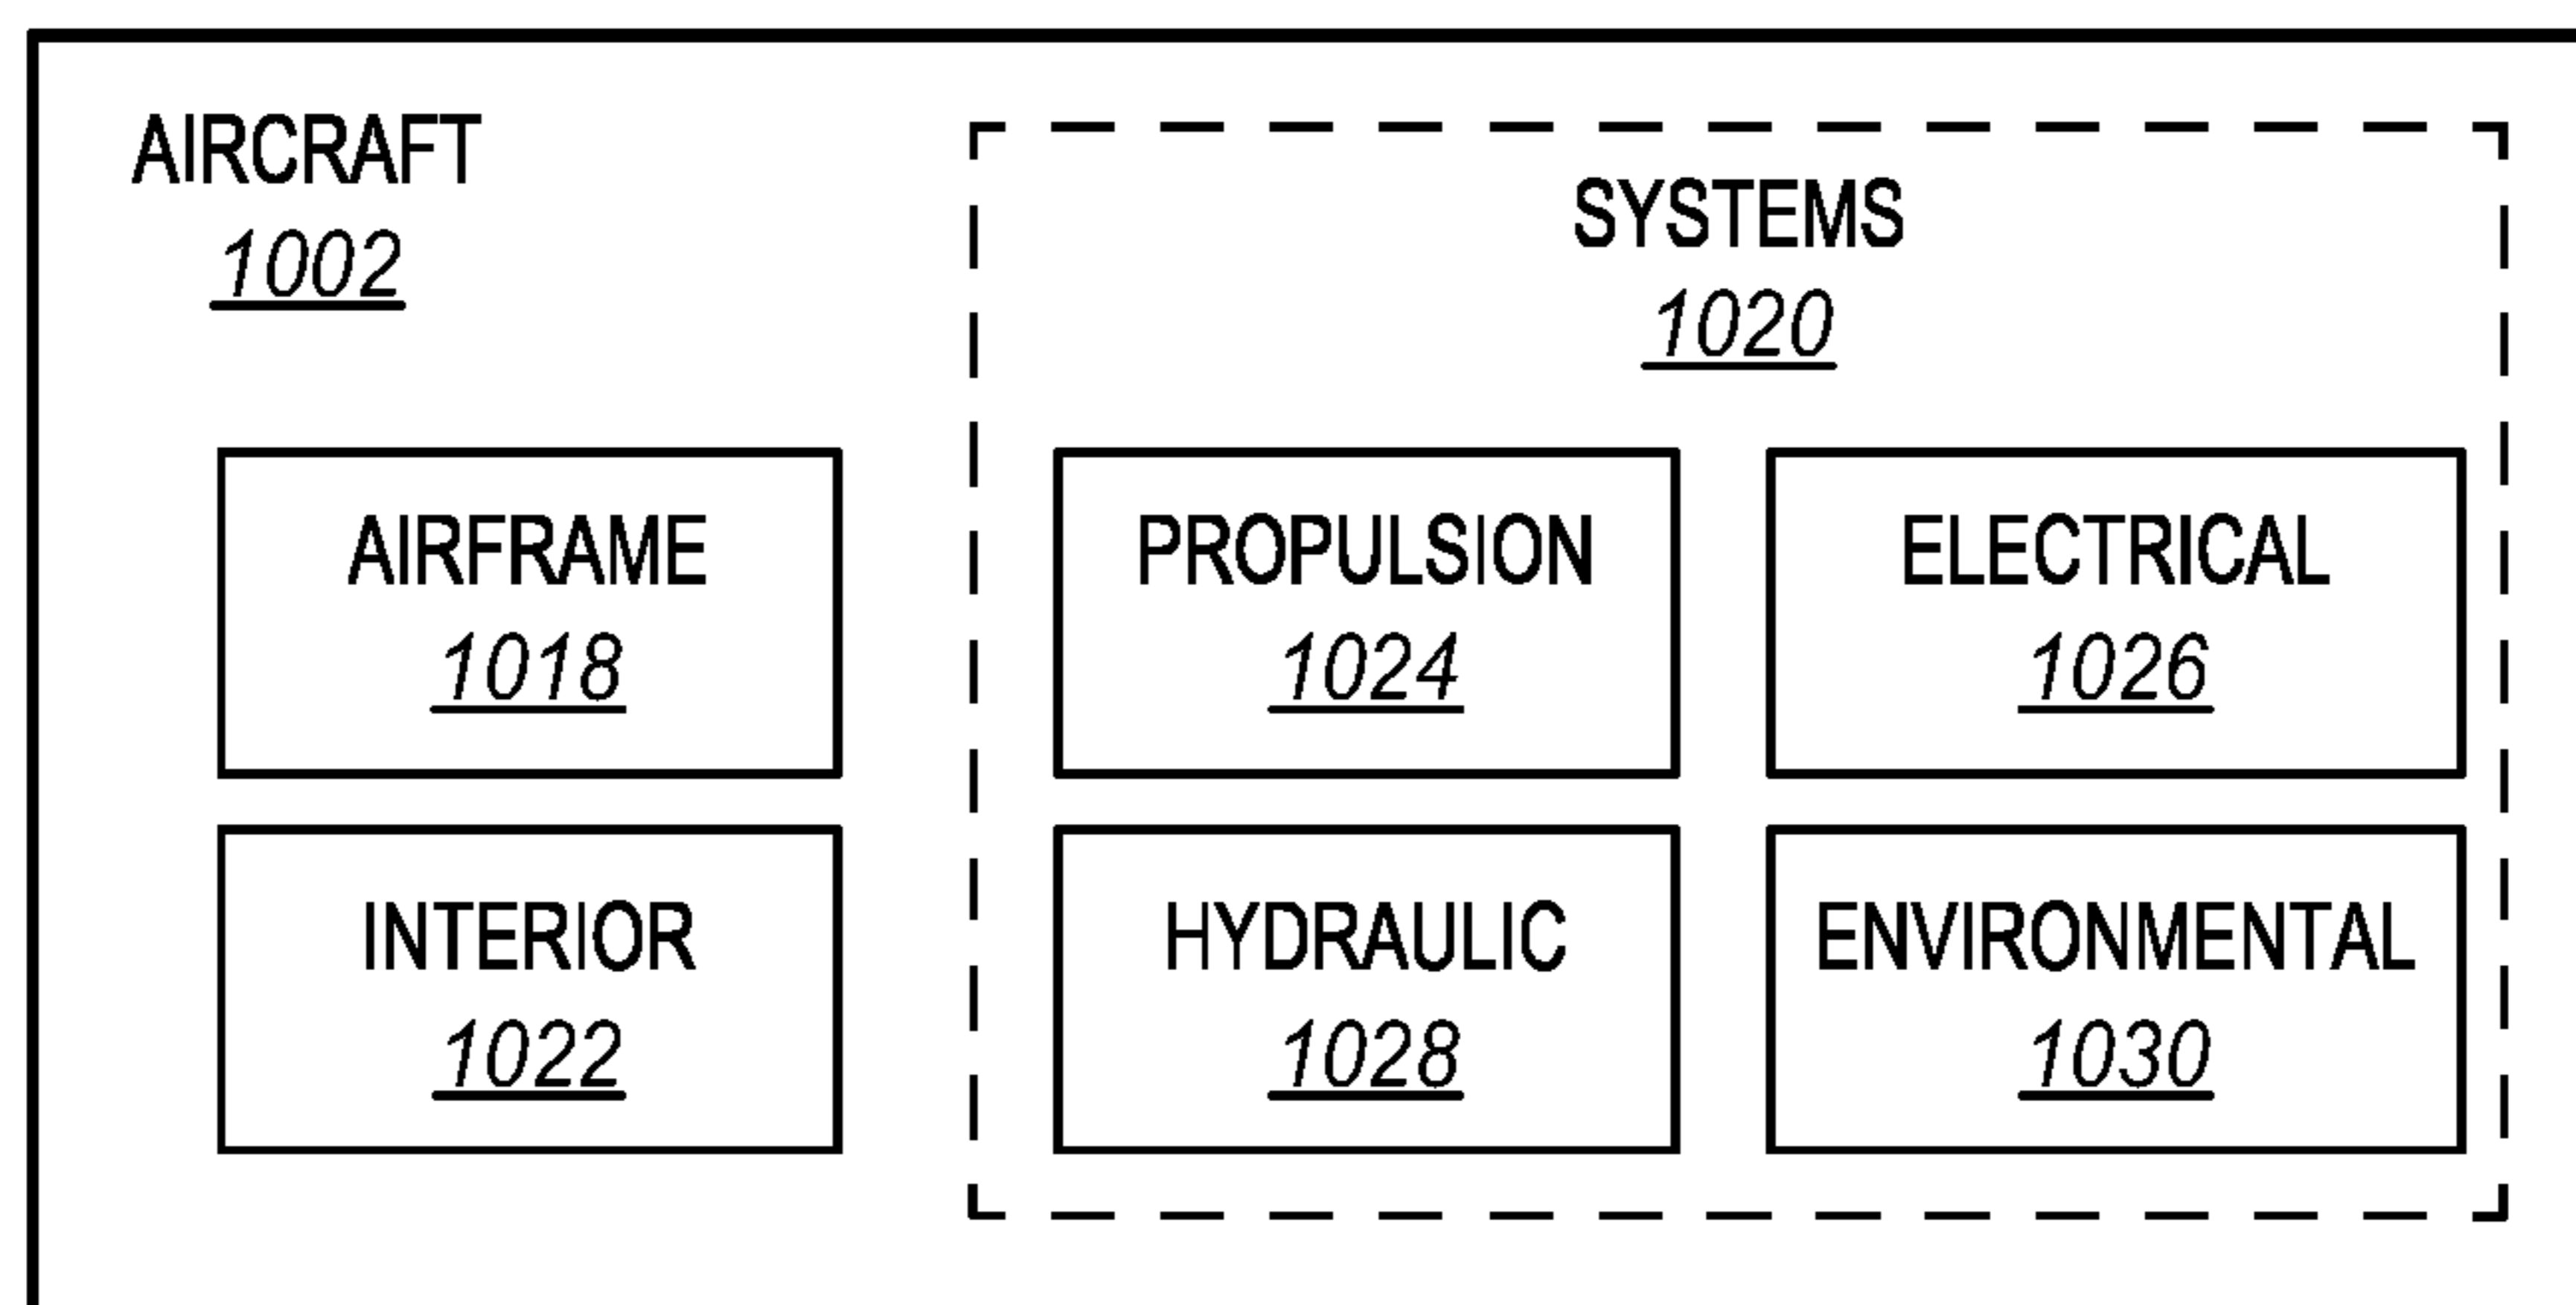 AIRCRAFT
1002
SYSTEMS
1020
AIRFRAME
1018
PROPULSION
1024
ELECTRICAL
1026
INTERIOR
1022
HYDRAULIC
1028
ENVIRONMENTAL
1030